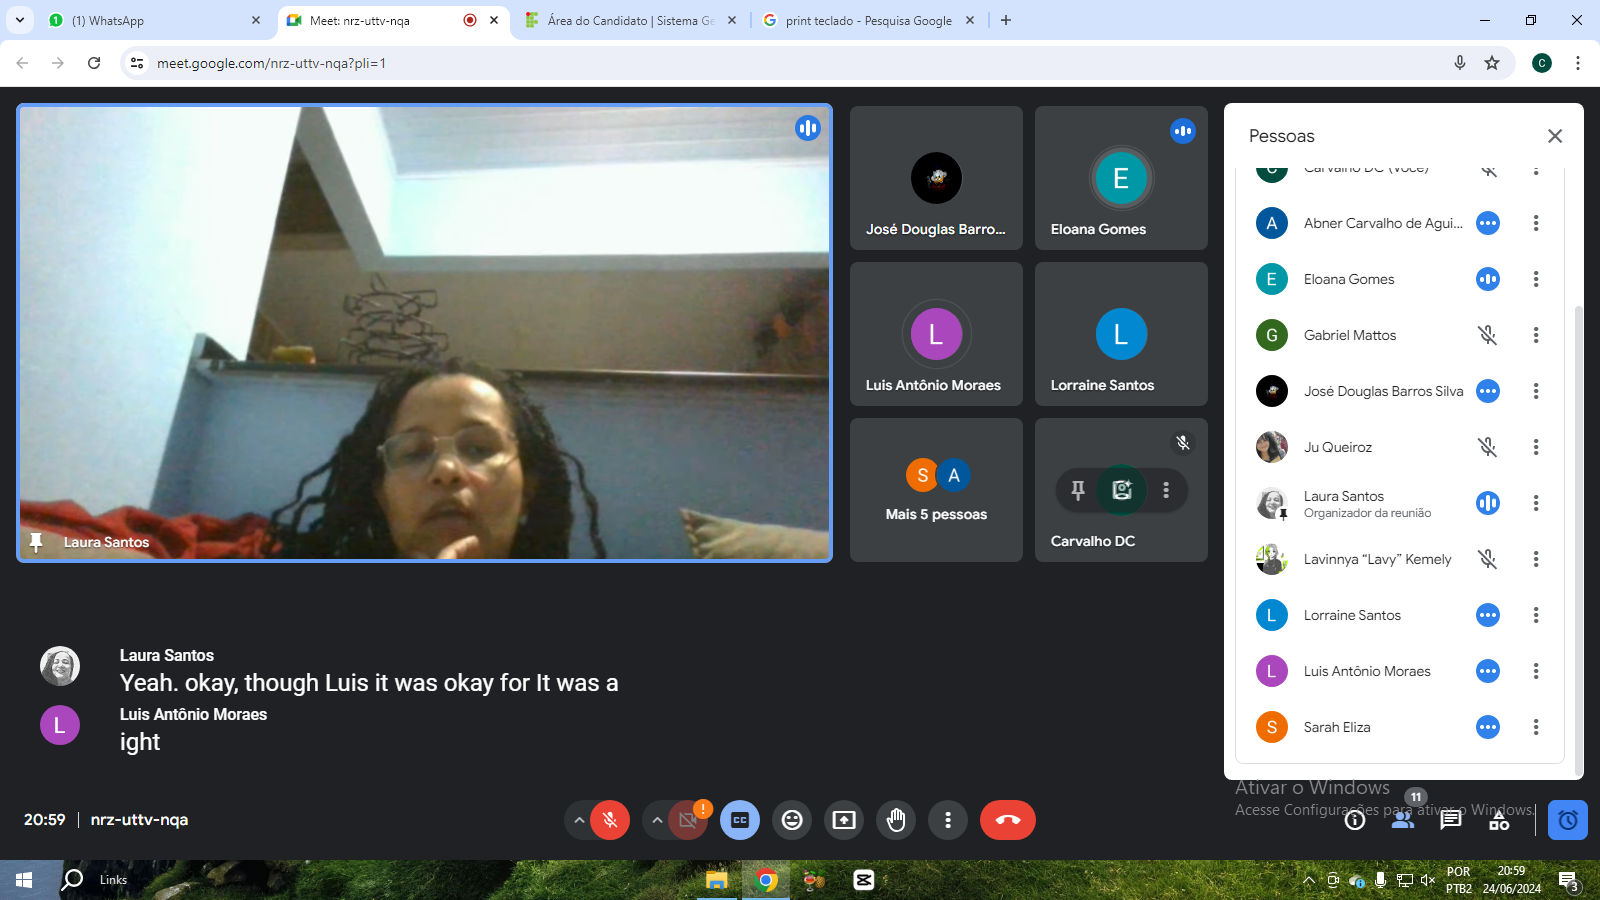 (1) WhatsApp
Meet: nrz-uttv-nqa
Área do Candidato | Sistema Ge
print teclado - Pesquisa Google
meet.google.com/nrz-uttv-nqa?pli=1
C
Laura Santos
José Douglas Barro...
E
Eloana Gomes
L
Luis Antônio Moraes
L
Lorraine Santos
S A
Mais 5 pessoas
Carvalho DC
Pessoas
Carvalho DC (Você)
A
Abner Carvalho de Agui...
E
Eloana Gomes
G
Gabriel Mattos
José Douglas Barros Silva
Ju Queiroz
Laura Santos
Organizador da reunião
Lavinnya “Lavy” Kemely
L
Lorraine Santos
L
Luis Antônio Moraes
S
Sarah Eliza
Laura Santos
Yeah. okay, though Luis it was okay for It was a
L
Luis Antônio Moraes
ight
Ativar o Windows
Acesse Configurações para ativar o Windows.
20:59 | nrz-uttv-nqa
!
CC
11
Links
POR
PTB2
20:59
24/06/2024
3